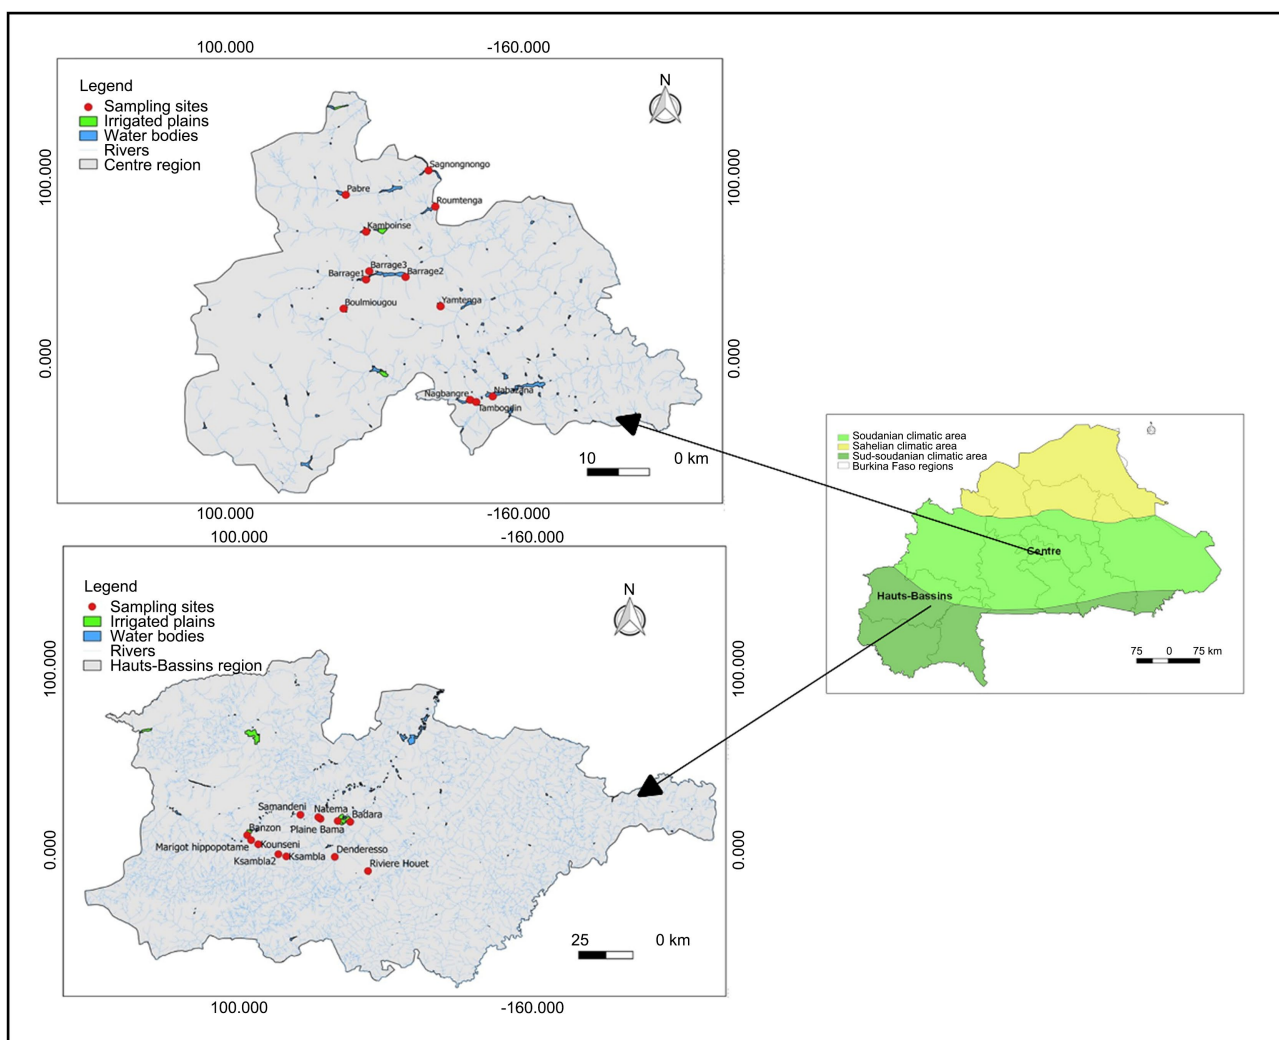 100.000 -160.000
Legend
Sampling sites
Irrigated plains
Water bodies
Rivers
Centre region
N
100.000
0.000
100.000
0.000
Sagnongnongo
Pabre
Roumtenga
Kamboinse
Barrage3
Barrage1
Barrage2
Boulmiougou
Yamtenga
Nagbangre
Nabazana
Tambogdin
10 0 km
100.000 -160.000
100.000 -160.000
Legend
Sampling sites
Irrigated plains
Water bodies
Rivers
Hauts-Bassins region
N
100.000
0.000
100.000
0.000
Samandeni
Natema
Badara
Banzon
Plaine Bama
Marigot hippopotame
Kounseni
Denderesso
Ksambla2
Ksambla
Riviere Houet
25 0 km
100.000 -160.000
Soudanian climatic area
Sahelian climatic area
Sud-soudanian climatic area
Burkina Faso regions
Centre
Hauts-Bassins
75 0 75 km